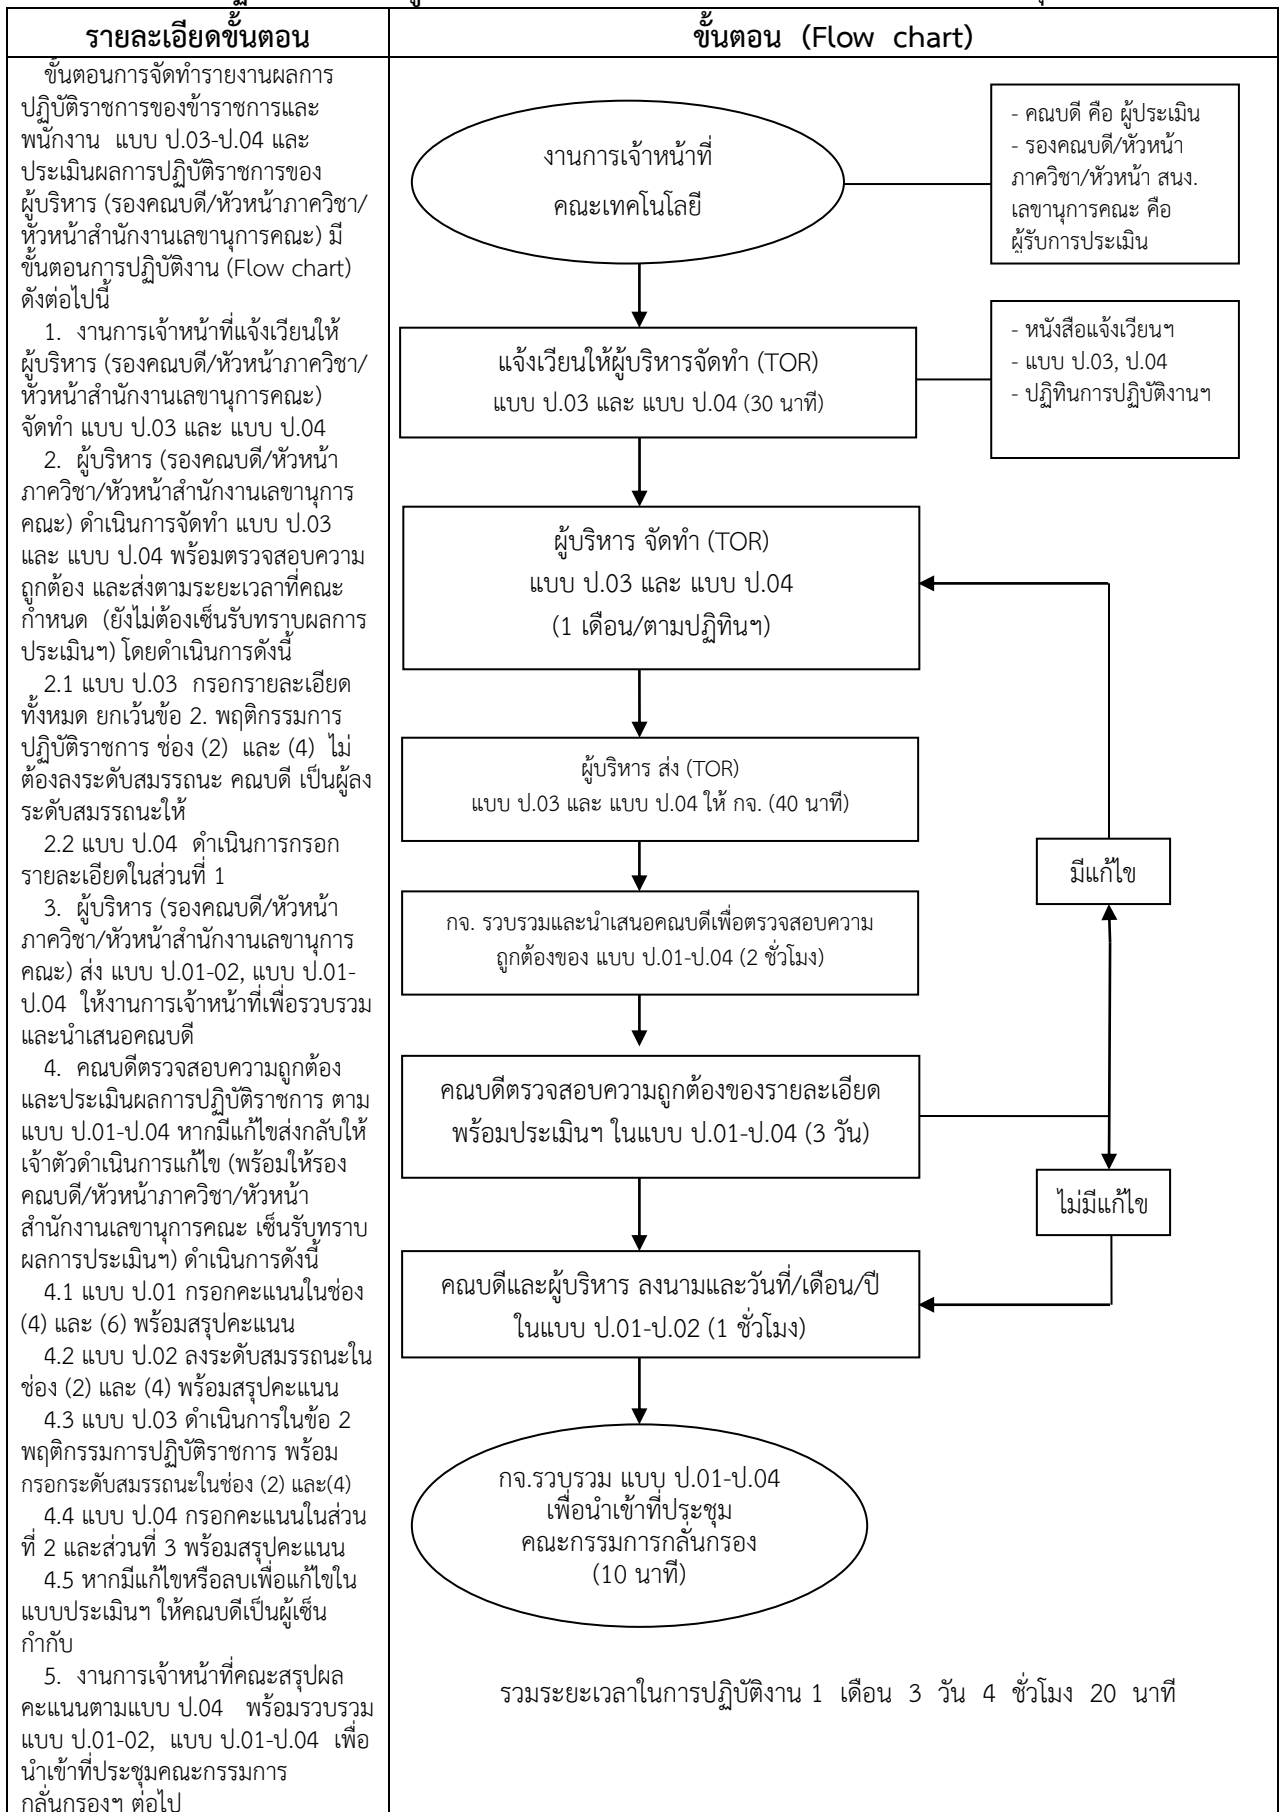 รายละเอียดขั้นตอน
ขั้นตอน (Flow chart)
ขั้นตอนการจัดทำรายงานผลการ
ปฏิบัติราชการของข้าราชการและ
พนักงาน แบบ ป.03-ป.04 และ
ประเมินผลการปฏิบัติราชการของ
ผู้บริหาร (รองคณบดี/หัวหน้าภาควิชา/
หัวหน้าสำนักงานเลขานุการคณะ) มี
ขั้นตอนการปฏิบัติงาน (Flow chart)
ดังต่อไปนี้
1. งานการเจ้าหน้าที่แจ้งเวียนให้
ผู้บริหาร (รองคณบดี/หัวหน้าภาควิชา/
หัวหน้าสำนักงานเลขานุการคณะ)
จัดทำ แบบ ป.03 และ แบบ ป.04
2. ผู้บริหาร (รองคณบดี/หัวหน้า
ภาควิชา/หัวหน้าสำนักงานเลขานุการ
คณะ) ดำเนินการจัดทำ แบบ ป.03
และ แบบ ป.04 พร้อมตรวจสอบความ
ถูกต้อง และส่งตามระยะเวลาที่คณะ
กำหนด (ยังไม่ต้องเซ็นรับทราบผลการ
ประเมินฯ) โดยดำเนินการดังนี้
2.1 แบบ ป.03 กรอกรายละเอียด
ทั้งหมด ยกเว้นข้อ 2. พฤติกรรมการ
ปฏิบัติราชการ ช่อง (2) และ (4) ไม่
ต้องลงระดับสมรรถนะ คณบดี เป็นผู้ลง
ระดับสมรรถนะให้
2.2 แบบ ป.04 ดำเนินการกรอก
รายละเอียดในส่วนที่ 1
3. ผู้บริหาร (รองคณบดี/หัวหน้า
ภาควิชา/หัวหน้าสำนักงานเลขานุการ
คณะ) ส่ง แบบ ป.01-02, แบบ ป.01-
ป.04 ให้งานการเจ้าหน้าที่เพื่อรวบรวม
และนำเสนอคณบดี
4. คณบดีตรวจสอบความถูกต้อง
และประเมินผลการปฏิบัติราชการ ตาม
แบบ ป.01-ป.04 หากมีแก้ไขส่งกลับให้
เจ้าตัวดำเนินการแก้ไข (พร้อมให้รอง
คณบดี/หัวหน้าภาควิชา/หัวหน้า
สำนักงานเลขานุการคณะ เซ็นรับทราบ
ผลการประเมินฯ) ดำเนินการดังนี้
4.1 แบบ ป.01 กรอกคะแนนในช่อง
(4) และ (6) พร้อมสรุปคะแนน
4.2 แบบ ป.02 ลงระดับสมรรถนะใน
ช่อง (2) และ (4) พร้อมสรุปคะแนน
4.3 แบบ ป.03 ดำเนินการในข้อ 2
พฤติกรรมการปฏิบัติราชการ พร้อม
กรอกระดับสมรรถนะในช่อง (2) และ(4)
4.4 แบบ ป.04 กรอกคะแนนในส่วน
ที่ 2 และส่วนที่ 3 พร้อมสรุปคะแนน
4.5 หากมีแก้ไขหรือลบเพื่อแก้ไขใน
แบบประเมินฯ ให้คณบดีเป็นผู้เซ็น
กำกับ
5. งานการเจ้าหน้าที่คณะสรุปผล
คะแนนตามแบบ ป.04 พร้อมรวบรวม
แบบ ป.01-02, แบบ ป.01-ป.04 เพื่อ
นำเข้าที่ประชุมคณะกรรมการ
กลั่นกรองฯ ต่อไป
งานการเจ้าหน้าที่
คณะเทคโนโลยี
- คณบดี คือ ผู้ประเมิน
- รองคณบดี/หัวหน้า
ภาควิชา/หัวหน้า สนง.
เลขานุการคณะ คือ
ผู้รับการประเมิน
แจ้งเวียนให้ผู้บริหารจัดทำ (TOR)
แบบ ป.03 และ แบบ ป.04 (30 นาที)
- หนังสือแจ้งเวียนฯ
- แบบ ป.03, ป.04
- ปฏิทินการปฏิบัติงานฯ
ผู้บริหาร จัดทำ (TOR)
แบบ ป.03 และ แบบ ป.04
(1 เดือน/ตามปฏิทินฯ)
ผู้บริหาร ส่ง (TOR)
แบบ ป.03 และ แบบ ป.04 ให้ กจ. (40 นาที)
มีแก้ไข
กจ. รวบรวมและนำเสนอคณบดีเพื่อตรวจสอบความ
ถูกต้องของ แบบ ป.01-ป.04 (2 ชั่วโมง)
คณบดีตรวจสอบความถูกต้องของรายละเอียด
พร้อมประเมินฯ ในแบบ ป.01-ป.04 (3 วัน)
ไม่มีแก้ไข
คณบดีและผู้บริหาร ลงนามและวันที่/เดือน/ปี
ในแบบ ป.01-ป.02 (1 ชั่วโมง)
กจ.รวบรวม แบบ ป.01-ป.04
เพื่อนำเข้าที่ประชุม
คณะกรรมการกลั่นกรอง
(10 นาที)
รวมระยะเวลาในการปฏิบัติงาน 1 เดือน 3 วัน 4 ชั่วโมง 20 นาที